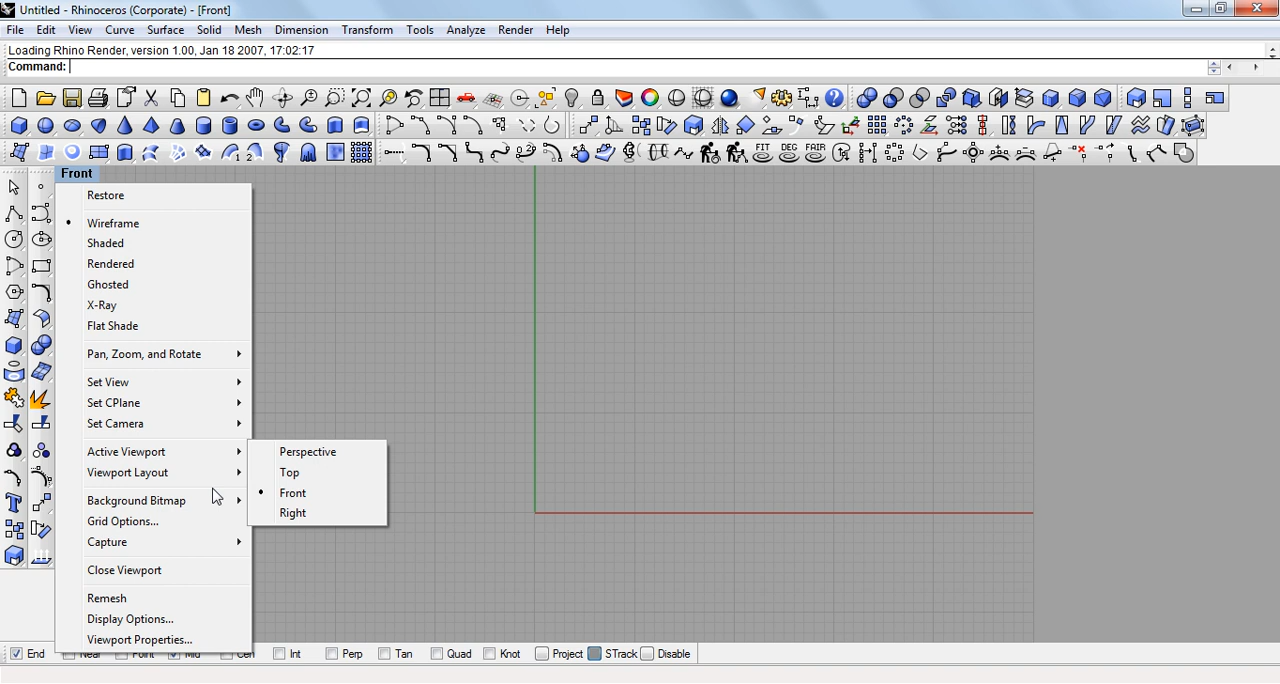 Untitled - Rhinoceros (Corporate) - [Front]
File Edit View Curve Surface Solid Mesh Dimension Transform Tools Analyze Render Help
Loading Rhino Render, version 1.00, Jan 18 2007, 17:02:17
Command:
FIT DEG FAIR
Front
Restore
Wireframe
Shaded
Rendered
Ghosted
X-Ray
Flat Shade
Pan, Zoom, and Rotate
Set View
Set CPlane
Set Camera
Active Viewport
Viewport Layout
Background Bitmap
Grid Options...
Capture
Close Viewport
Remesh
Display Options...
Viewport Properties...
Perspective
Top
Front
Right
End Near Point Mid Cen Int Perp Tan Quad Knot Project STrack Disable